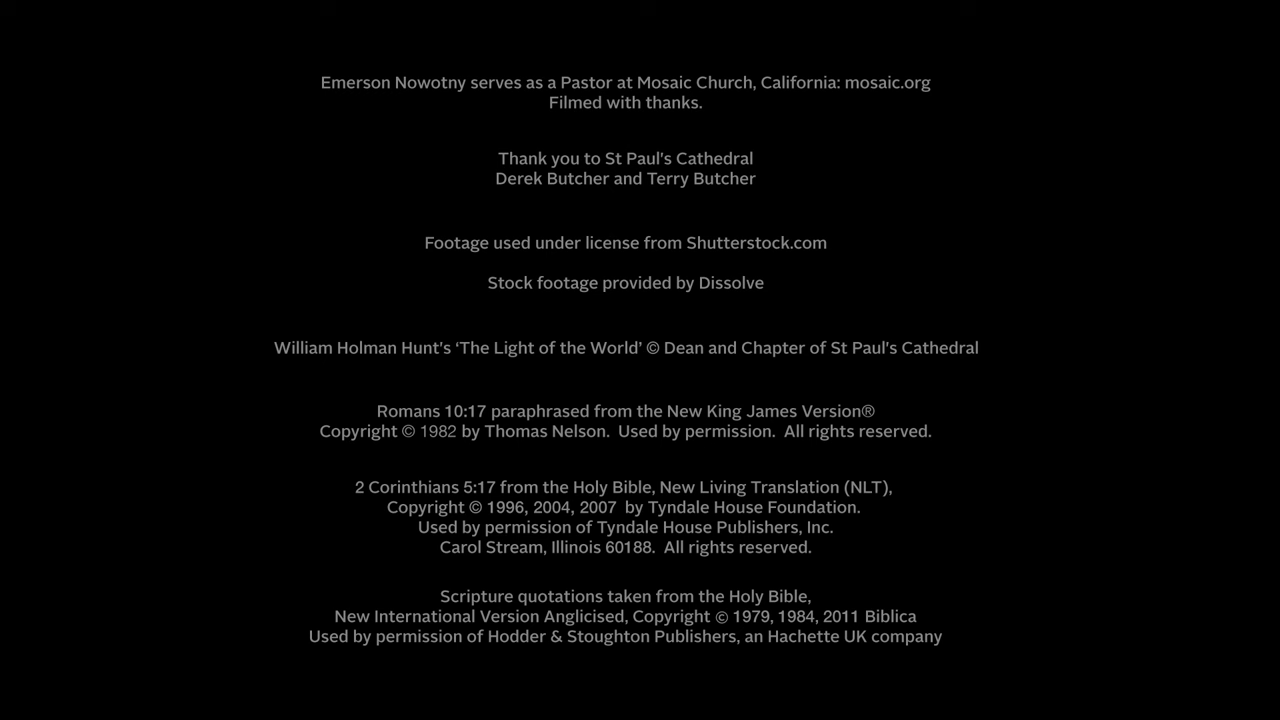 Emerson Nowotny serves as a Pastor at Mosaic Church, California: mosaic.org
Filmed with thanks.
Thank you to St Paul's Cathedral
Derek Butcher and Terry Butcher
Footage used under license from Shutterstock.com
Stock footage provided by Dissolve
William Holman Hunt's ‘The Light of the World’ © Dean and Chapter of St Paul's Cathedral
Romans 10:17 paraphrased from the New King James Version®
Copyright © 1982 by Thomas Nelson.  Used by permission.  All rights reserved.
2 Corinthians 5:17 from the Holy Bible, New Living Translation (NLT),
Copyright © 1996, 2004, 2007  by Tyndale House Foundation.
Used by permission of Tyndale House Publishers, Inc.
Carol Stream, Illinois 60188.  All rights reserved.
Scripture quotations taken from the Holy Bible,
New International Version Anglicised, Copyright © 1979, 1984, 2011 Biblica
Used by permission of Hodder & Stoughton Publishers, an Hachette UK company